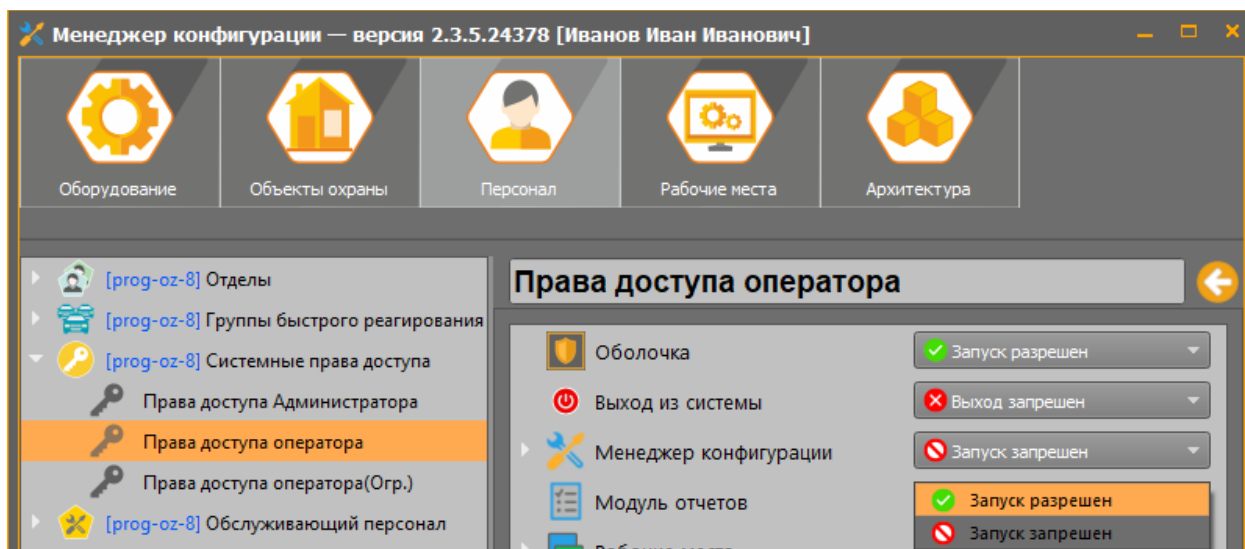 Менеджер конфигурации — версия 2.3.5.24378 [Иванов Иван Иванович]
Оборудование
Объекты охраны
Персонал
Рабочие места
Архитектура
[prog-oz-8] Отделы
[prog-oz-8] Группы быстрого реагирования
[prog-oz-8] Системные права доступа
Права доступа Администратора
Права доступа оператора
Права доступа оператора(Огр.)
[prog-oz-8] Обслуживающий персонал
Права доступа оператора
Оболочка
Запуск разрешен
Выход из системы
Выход запрешен
Менеджер конфигурации
Запуск запрешен
Модуль отчетов
Запуск разрешен
Запуск запрешен